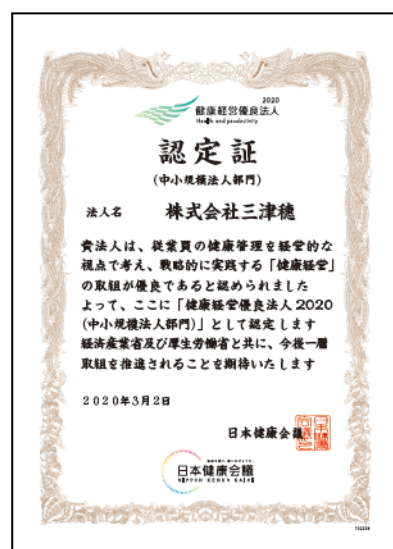 2020
健康経営優良法人
Health and productivity
認定証
(中小規模法人部門)
法人名 株式会社三津穂
貴法人は、従業員の健康管理を経営的な
視点で考え、戦略的に実践する「健康経営」
の取組が優良であると認められました
よって、ここに「健康経営優良法人2020
(中小規模法人部門)」として認定します
経済産業省及び厚生労働省と共に、今後一層
取組を推進されることを期待いたします
2020年3月2日
日本健康会議
日本健康会議
NIPPON KENKO KAIGI